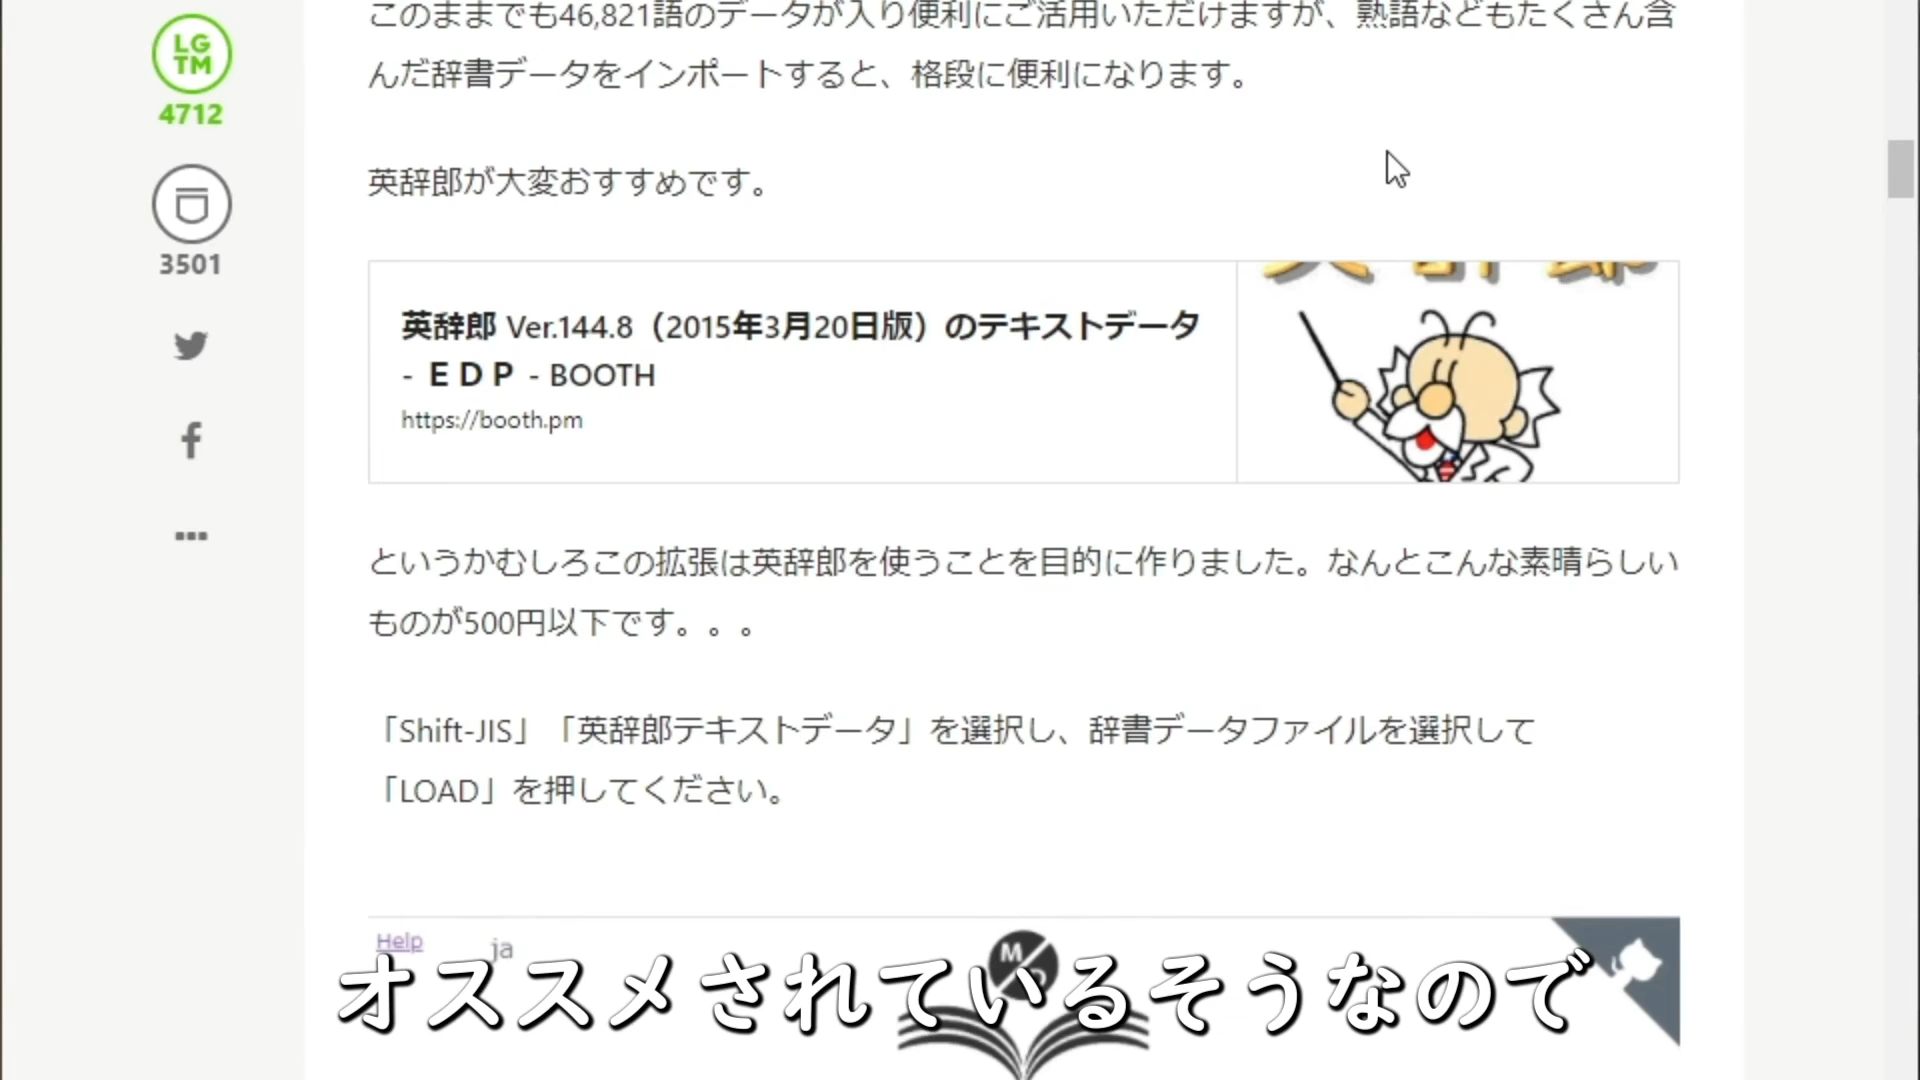 このままでも46,821語のデータが入り便利にご活用いただけますが、熟語などもたくさん含
んだ辞書データをインポートすると、格段に便利になります。
LG
TM
4712
3501
英辞郎が大変おすすめです。
英辞郎 Ver.144.8（2015年3月20日版）のテキストデータ
- ＥＤＰ - BOOTH
https://booth.pm
というかむしろこの拡張は英辞郎を使うことを目的に作りました。なんとこんな素晴らしい
ものが500円以下です。。。
「Shift-JIS」「英辞郎テキストデータ」を選択し、辞書データファイルを選択して
「LOAD」を押してください。
Help
ja
M
D
オススメされているそうなので